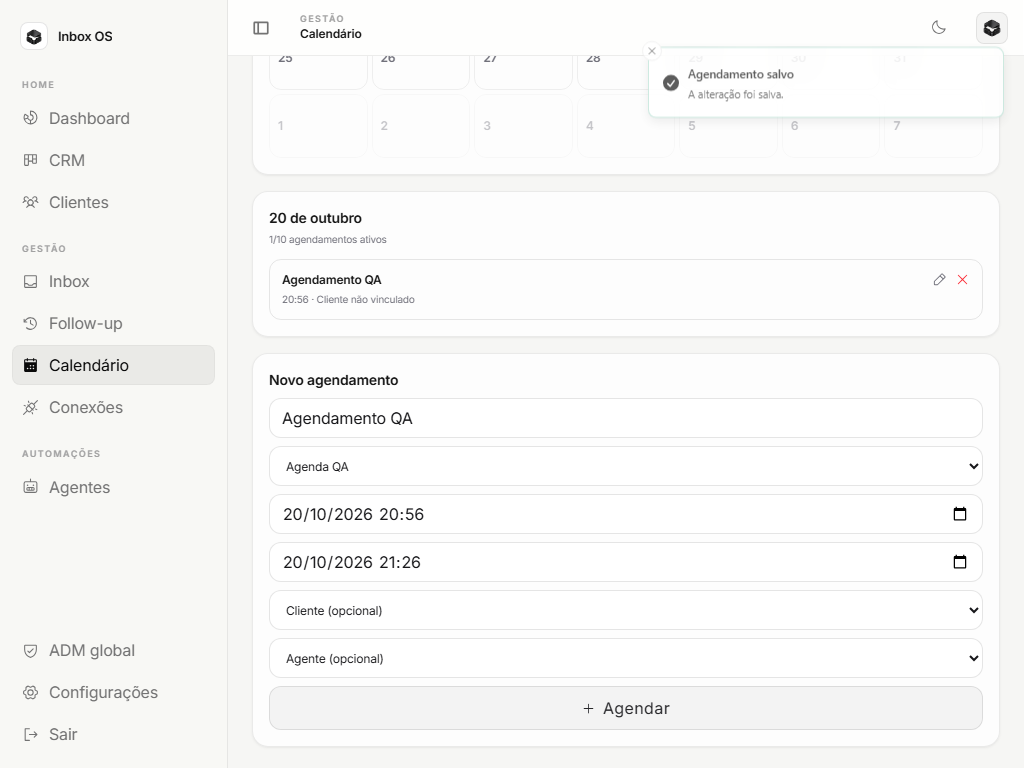 Inbox OS
HOME
Dashboard
CRM
Clientes
GESTÃO
Inbox
Follow-up
Calendário
Conexões
AUTOMAÇÕES
Agentes
ADM global
Configurações
Sair
GESTÃO
Calendário
25 26 27 28 29 30 31
Agendamento salvo
A alteração foi salva.
1 2 3 4 5 6 7
20 de outubro
1/10 agendamentos ativos
Agendamento QA
20:56 · Cliente não vinculado
Novo agendamento
Agendamento QA
Agenda QA
20/10/2026 20:56
20/10/2026 21:26
Cliente (opcional)
Agente (opcional)
+ Agendar